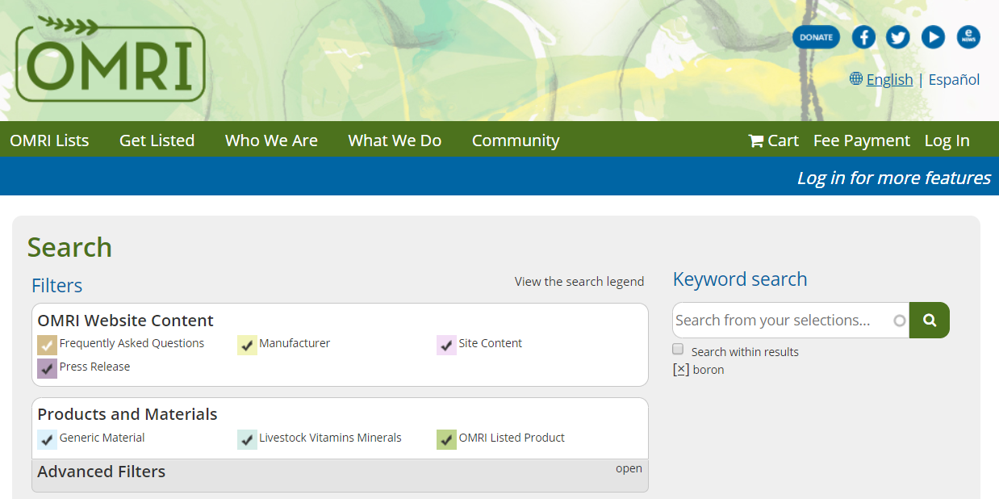 OMRI
DONATE
e
NEWS
English | Español
OMRI Lists Get Listed Who We Are What We Do Community Cart Fee Payment Log In
Log in for more features
Search
Filters
View the search legend
OMRI Website Content
Frequently Asked Questions Manufacturer Site Content
Press Release
Products and Materials
Generic Material Livestock Vitamins Minerals OMRI Listed Product
Advanced Filters open
Keyword search
Search from your selections...
Search within results
[×] boron